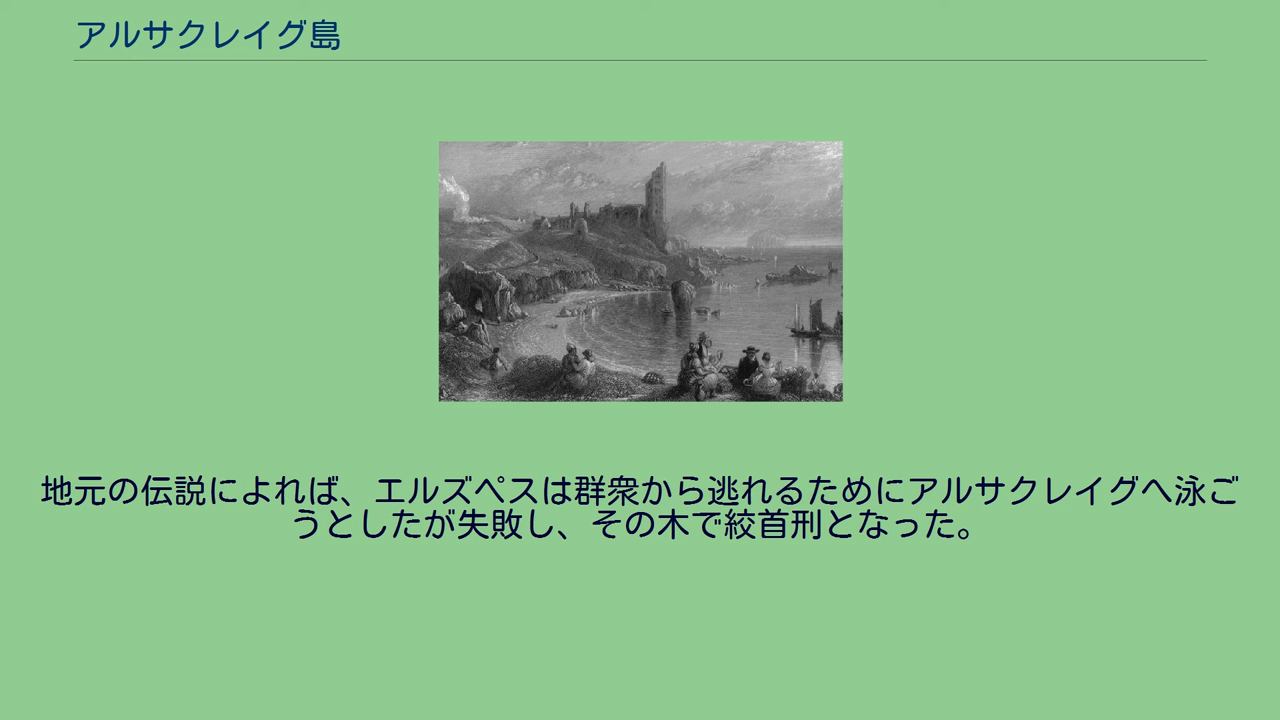 アルサクレイグ島
地元の伝説によれば、エルズペスは群衆から逃れるためにアルサクレイグへ泳ご
うとしたが失敗し、その木で絞首刑となった。